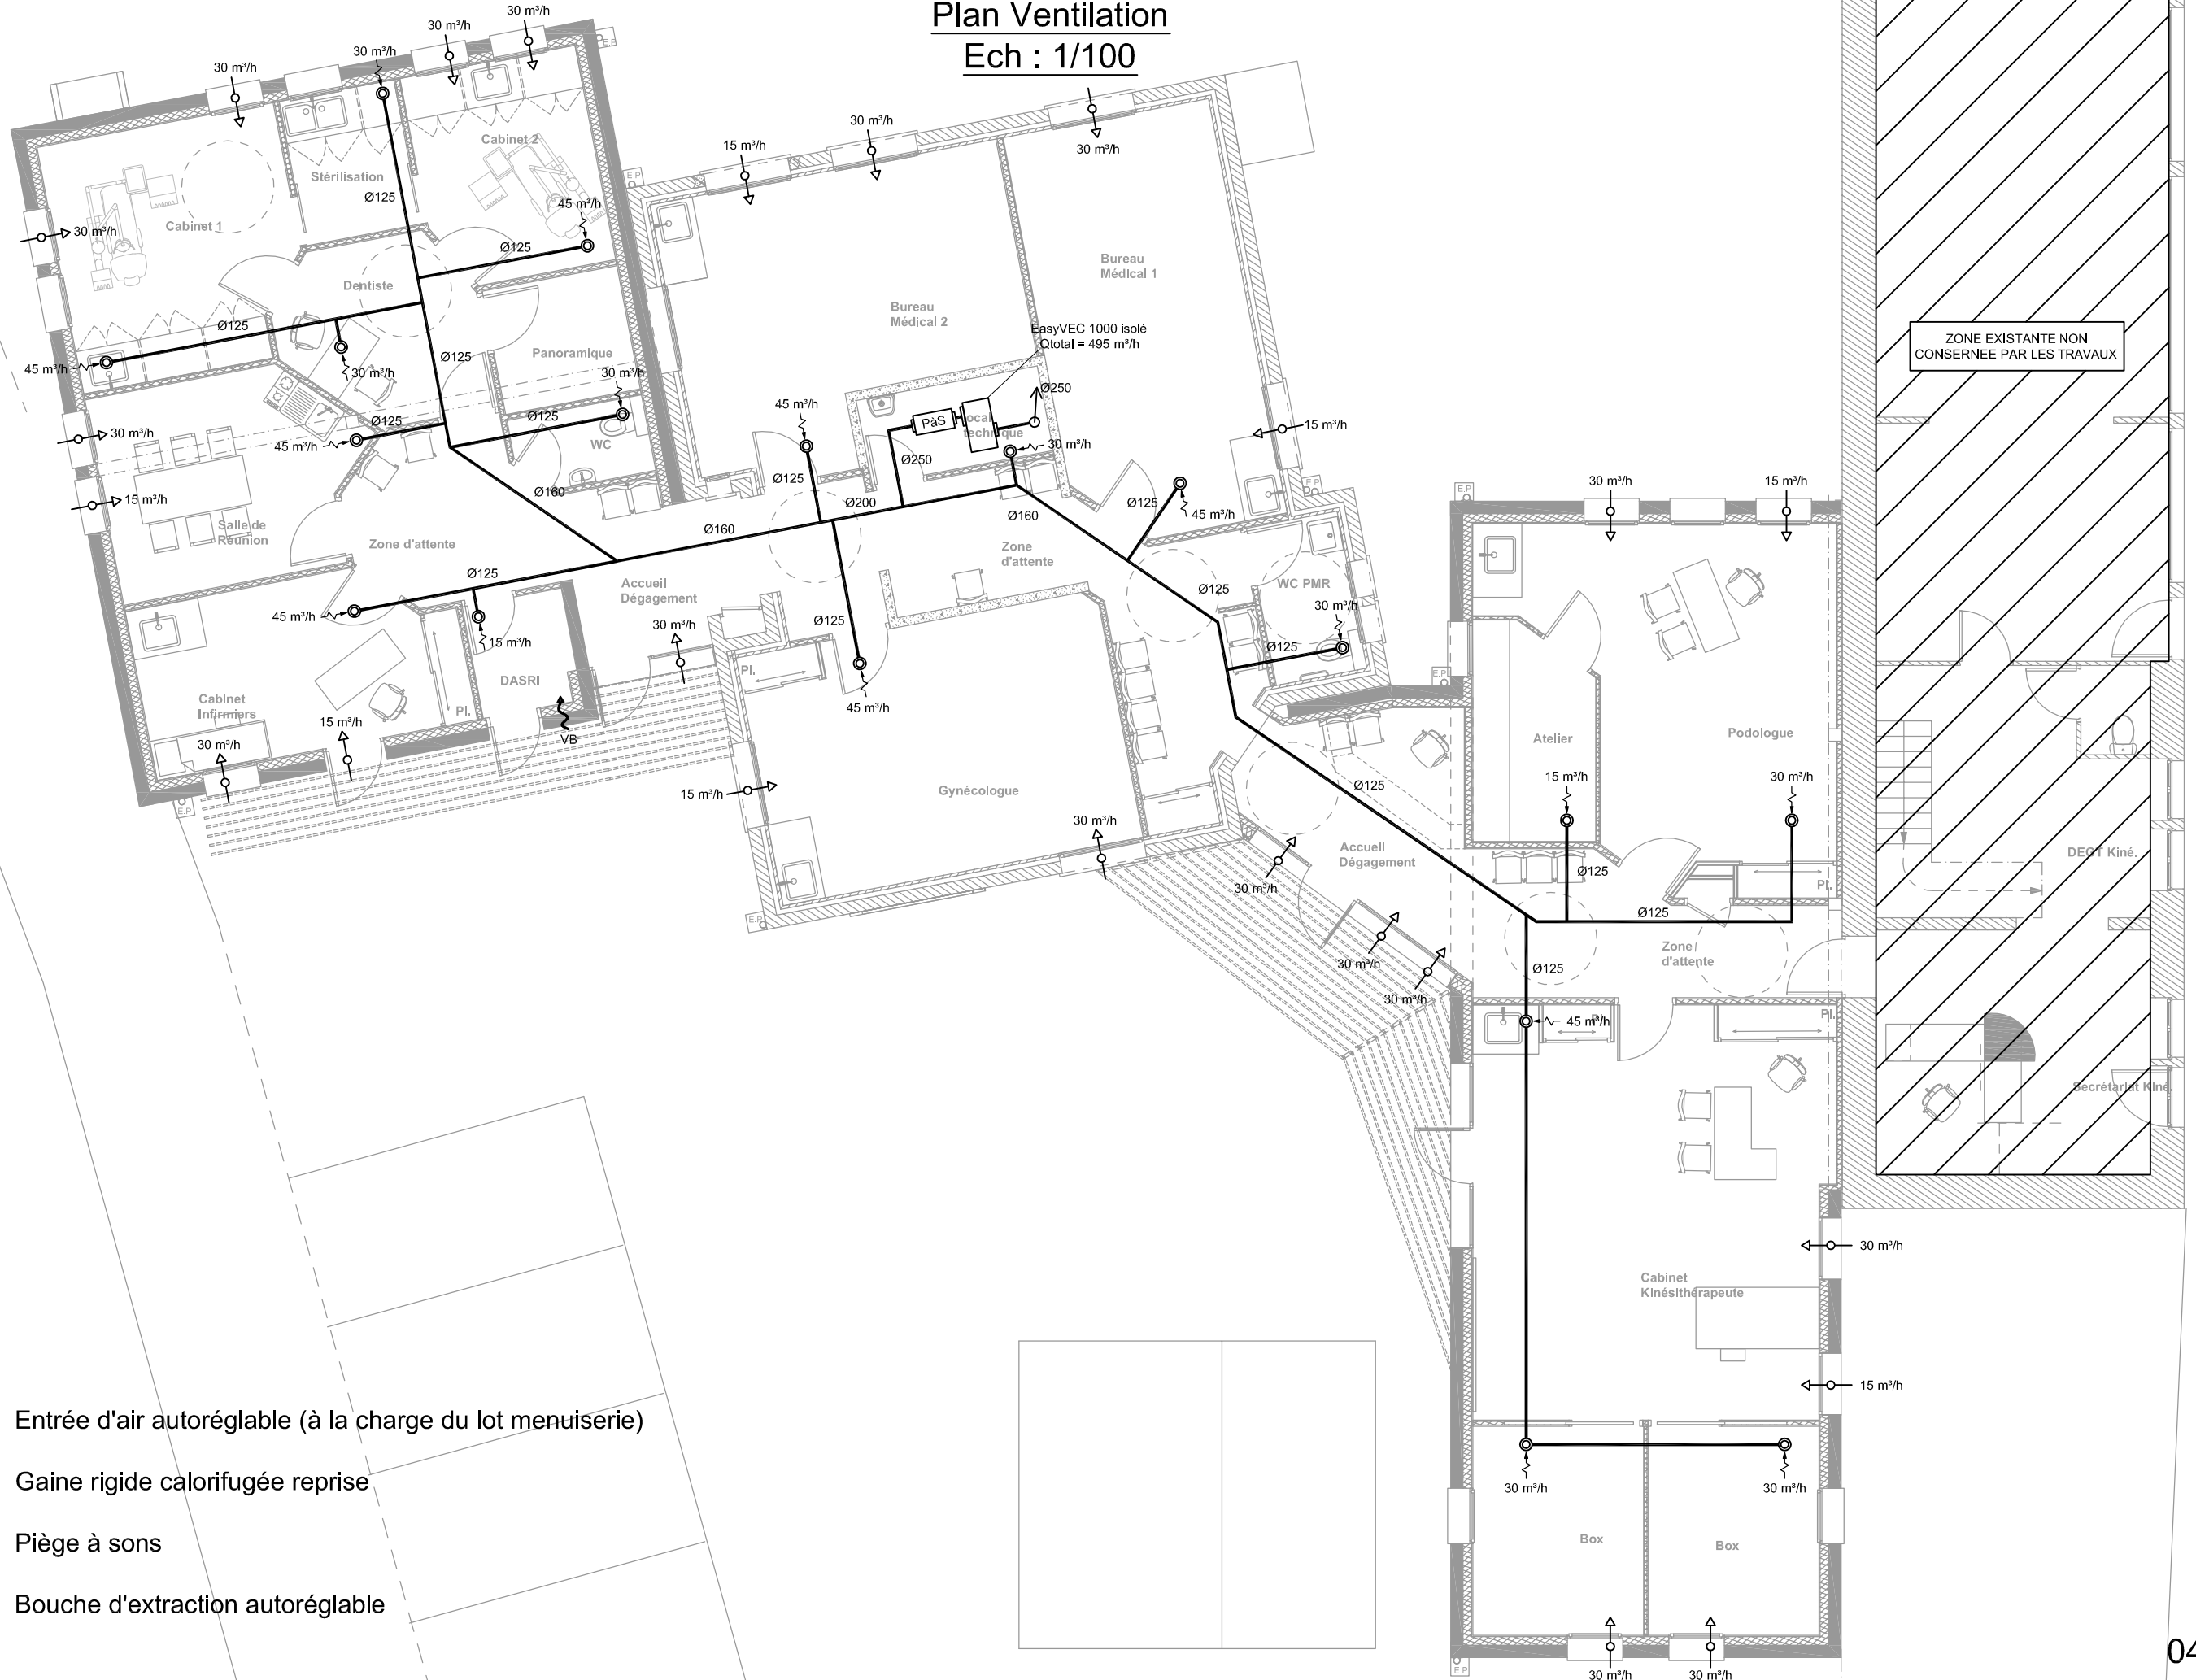 Plan Ventilation
Ech : 1/100
30 m³/h
30 m³/h
30 m³/h
30 m³/h
E.P
Cabinet 2
Stérilisation
Ø125
45 m³/h
Cabinet 1
30 m³/h
Ø125
Dentiste
Ø125
45 m³/h
30 m³/h
Ø125
Panoramique
30 m³/h
Ø125
WC
Ø125
45 m³/h
30 m³/h
15 m³/h
Salle de
Réunion
Zone d'attente
Ø160
E.P
15 m³/h
30 m³/h
30 m³/h
Bureau
Médical 1
Bureau
Médical 2
EasyVEC 1000 isolé
Qtotal = 495 m³/h
Ø250
45 m³/h
PàS
technique
30 m³/h
15 m³/h
Ø125
Ø250
Ø200
Ø160
Ø160
Ø125
45 m³/h
E.P
Zone
d'attente
Accueil
Dégagement
Ø125
45 m³/h
15 m³/h
DASRI
Pl.
VB
Cabinet
Infirmiers
15 m³/h
30 m³/h
E.P
30 m³/h
Ø125
45 m³/h
Pl.
WC PMR
Ø125
30 m³/h
Ø125
E.P
15 m³/h
Gynécologue
30 m³/h
E.P
Ø125
Accueil
Dégagement
30 m³/h
30 m³/h
30 m³/h
E.P
30 m³/h
15 m³/h
Atelier
Podologue
15 m³/h
30 m³/h
Ø125
Pl.
Ø125
Zone
d'attente
Ø125
45 m³/h
Pl.
ZONE EXISTANTE NON
CONSERNEE PAR LES TRAVAUX
DEGT Kiné.
Secrétariat Kiné.
30 m³/h
Cabinet
Kinésithérapeute
15 m³/h
30 m³/h
30 m³/h
Box
Box
30 m³/h
30 m³/h
E.P
Entrée d'air autoréglable (à la charge du lot menuiserie)
Gaine rigide calorifugée reprise
Piège à sons
Bouche d'extraction autoréglable
04